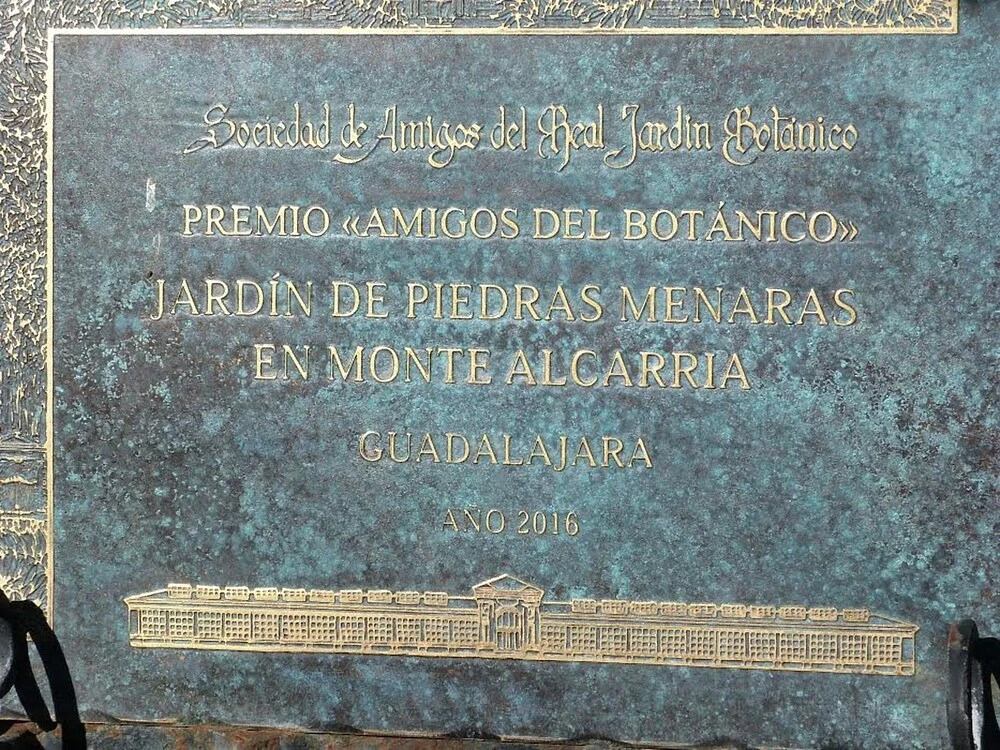 Sociedad de Amigos del Real Jardín Botánico
PREMIO «AMIGOS DEL BOTÁNICO»
JARDÍN DE PIEDRAS MENARAS
EN MONTE ALCARRIA
GUADALAJARA
AÑO 2016